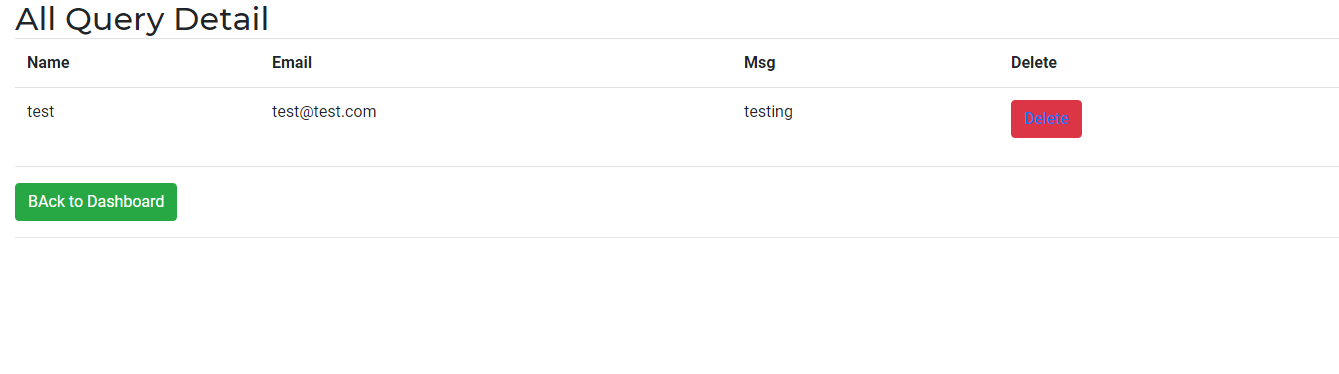 All Query Detail
Name Email Msg Delete
test test@test.com testing Delete
BAck to Dashboard